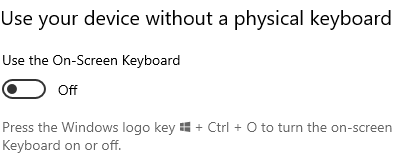 Use your device without a physical keyboard
Use the On-Screen Keyboard
Off
Press the Windows logo key + Ctrl + O to turn the on-screen
Keyboard on or off.